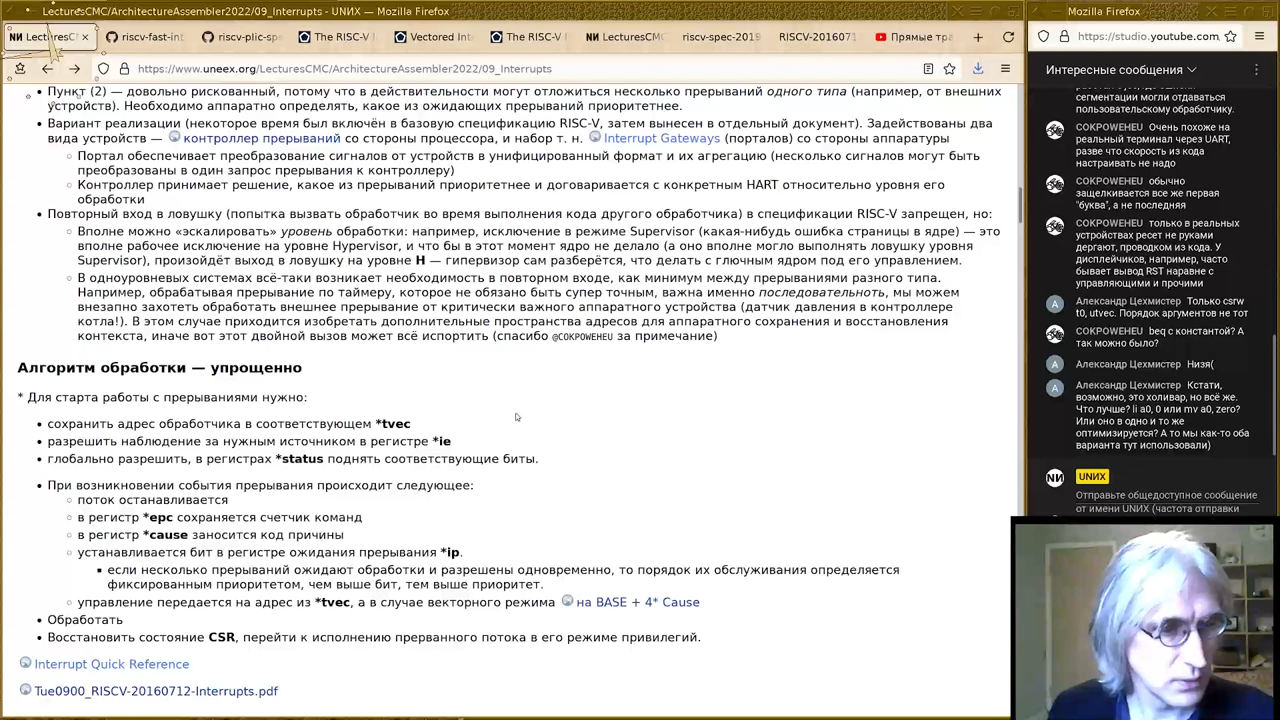 LecturesCMC/ArchitectureAssembler2022/09_Interrupts - UNИX — Mozilla Firefox
Mozilla Firefox
LecturesC
riscv-fast-int
riscv-plic-sp
The RISC-V I
Vectored Int
The RISC-V I
LecturesCMC
riscv-spec-2019
RISCV-201607
Прямые тра
https://www.uneex.org/LecturesCMC/ArchitectureAssembler2022/09_Interrupts
https://studio.youtube.com
Пункт (2) — довольно рискованный, потому что в действительности могут отложиться несколько прерываний одного типа (например, от внешних
устройств). Необходимо аппаратно определять, какое из ожидающих прерываний приоритетнее.
Вариант реализации (некоторое время был включён в базовую спецификацию RISC-V, затем вынесен в отдельный документ). Задействованы два
вида устройств — контроллер прерываний со стороны процессора, и набор т. н. Interrupt Gateways (порталов) со стороны аппаратуры
Портал обеспечивает преобразование сигналов от устройств в унифицированный формат и их агрегацию (несколько сигналов могут быть
преобразованы в один запрос прерывания к контроллеру)
Контроллер принимает решение, какое из прерываний приоритетнее и договаривается с конкретным HART относительно уровня его
обработки
Повторный вход в ловушку (попытка вызвать обработчик во время выполнения кода другого обработчика) в спецификации RISC-V запрещен, но:
Вполне можно «эскалировать» уровень обработки: например, исключение в режиме Supervisor (какая-нибудь ошибка страницы в ядре) — это
вполне рабочее исключение на уровне Hypervisor, и что бы в этот момент ядро не делало (а оно вполне могло выполнять ловушку уровня
Supervisor), произойдёт выход в ловушку на уровне H — гипервизор сам разберётся, что делать с глючным ядром под его управлением.
В одноуровневых системах всё-таки возникает необходимость в повторном входе, как минимум между прерываниями разного типа.
Например, обрабатывая прерывание по таймеру, которое не обязано быть супер точным, важна именно последовательноть, мы можем
внезапно захотеть обработать внешнее прерывание от критически важного аппаратного устройства (датчик давления в контроллере
котла!). В этом случае приходится изобретать дополнительные пространства адресов для аппаратного сохранения и восстановления
контекста, иначе вот этот двойной вызов может всё испортить (спасибо @COKPOWEHEU за примечание)
Алгоритм обработки — упрощенно
* Для старта работы с прерываниями нужно:
сохранить адрес обработчика в соответствующем *tvec
разрешить наблюдение за нужным источником в регистре *ie
глобально разрешить, в регистрах *status поднять соответствующие биты.
При возникновении события прерывания происходит следующее:
поток останавливается
в регистр *epc сохраняется счетчик команд
в регистр *cause заносится код причины
устанавливается бит в регистре ожидания прерывания *ip.
если несколько прерываний ожидают обработки и разрешены одновременно, то порядок их обслуживания определяется
фиксированным приоритетом, чем выше бит, тем выше приоритет.
управление передается на адрес из *tvec, а в случае векторного режима на BASE + 4* Cause
Обработать
Восстановить состояние CSR, перейти к исполнению прерванного потока в его режиме привилегий.
Interrupt Quick Reference
Tue0900_RISCV-20160712-Interrupts.pdf
Интересные сообщения
сегментации могли отдаваться
пользовательскому обработчику.
COKPOWEHEU Очень похоже на
реальный терминал через UART,
разве что скорость из кода
настраивать не надо
COKPOWEHEU обычно
защелкивается все же первая
"буква", а не последняя
COKPOWEHEU только в реальных
устройствах ресет не руками
дергают, проводком из кода. У
дисплейчиков, например, часто
бывает вывод RST наравне с
управляющими и прочими
Александр Цехмистер Только csrw
t0, utvec. Порядок аргументов не тот
COKPOWEHEU beq с константой? А
так можно было?
Александр Цехмистер Низя(
Александр Цехмистер Кстати,
возможно, это холивар, но всё же.
Что лучше? li a0, 0 или mv a0, zero?
Или оно в одно и то же
оптимизируется? А то мы как-то оба
варианта тут использовали)
UNИX
Отправьте общедоступное сообщение
от имени UNИX (частота отправки